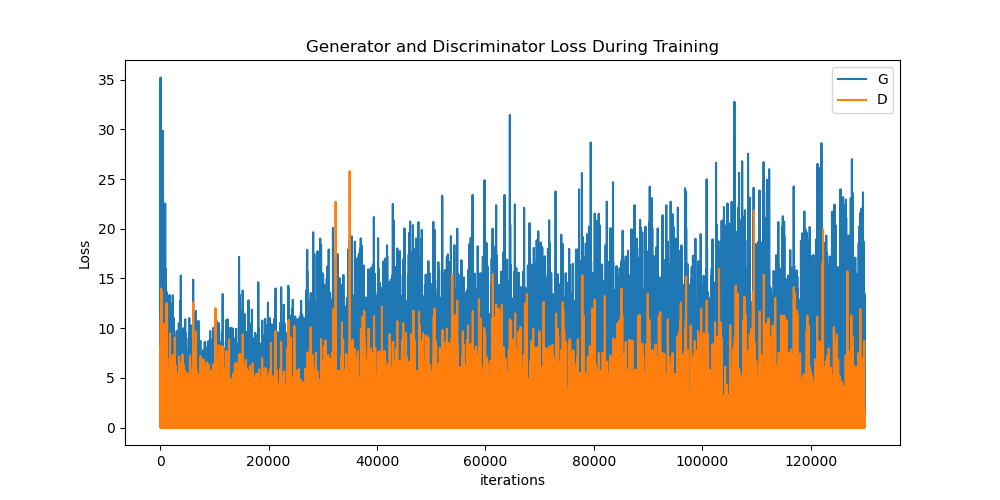 Generator and Discriminator Loss During Training
G
D
Loss
35
30
25
20
15
10
5
0
0 20000 40000 60000 80000 100000 120000
iterations